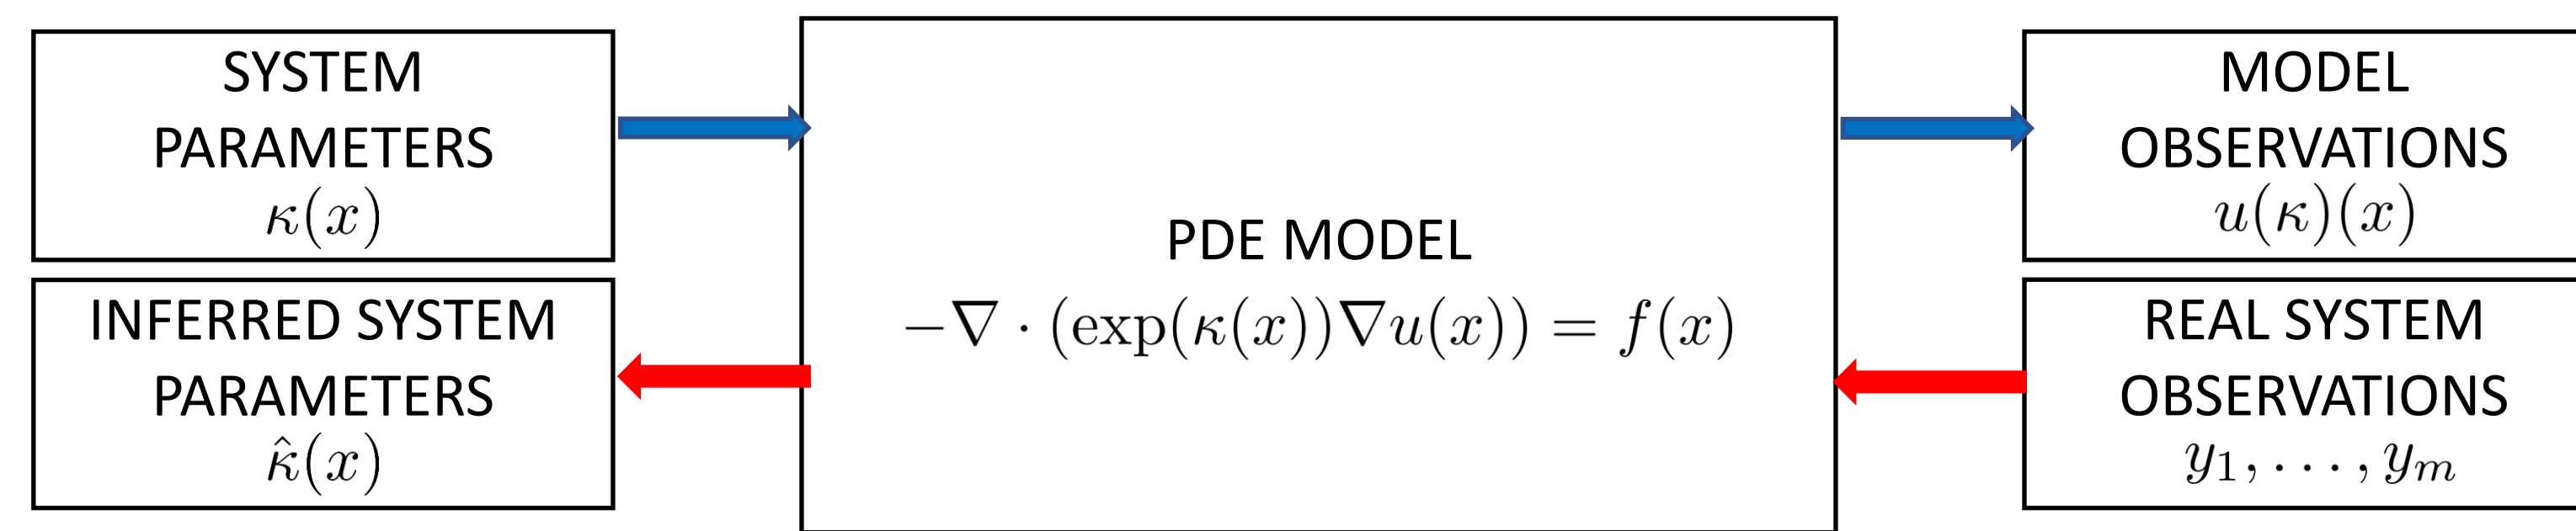 SYSTEM
PARAMETERS
κ(x)
INFERRED SYSTEM
PARAMETERS
κ̂(x)
PDE MODEL
−∇ · (exp(κ(x))∇u(x)) = f(x)
MODEL
OBSERVATIONS
u(κ)(x)
REAL SYSTEM
OBSERVATIONS
y₁, . . . , yₘ